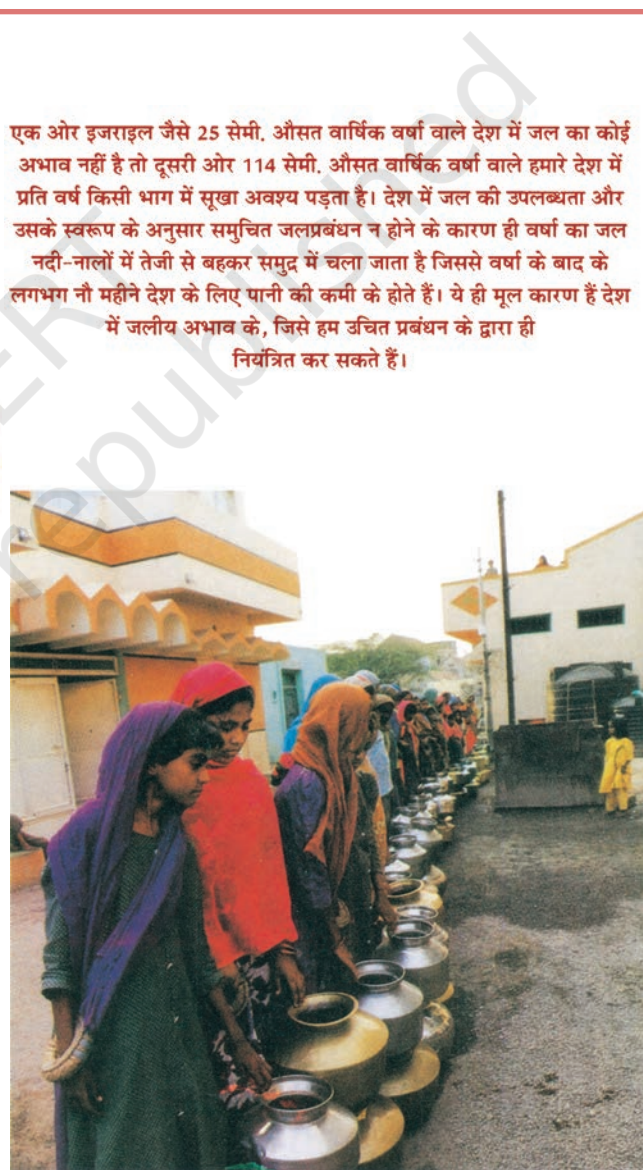 एक ओर इजराइल जैसे 25 सेमी. औसत वार्षिक वर्षा वाले देश में जल का कोई
अभाव नहीं है तो दूसरी ओर 114 सेमी. औसत वार्षिक वर्षा वाले हमारे देश में
प्रति वर्ष किसी भाग में सूखा अवश्य पड़ता है। देश में जल की उपलब्धता और
उसके स्वरूप के अनुसार समुचित जलप्रबंधन न होने के कारण ही वर्षा का जल
नदी-नालों में तेजी से बहकर समुद्र में चला जाता है जिससे वर्षा के बाद के
लगभग नौ महीने देश के लिए पानी की कमी के होते हैं। ये ही मूल कारण हैं देश
में जलीय अभाव के, जिसे हम उचित प्रबंधन के द्वारा ही
नियंत्रित कर सकते हैं।
ERT
republished